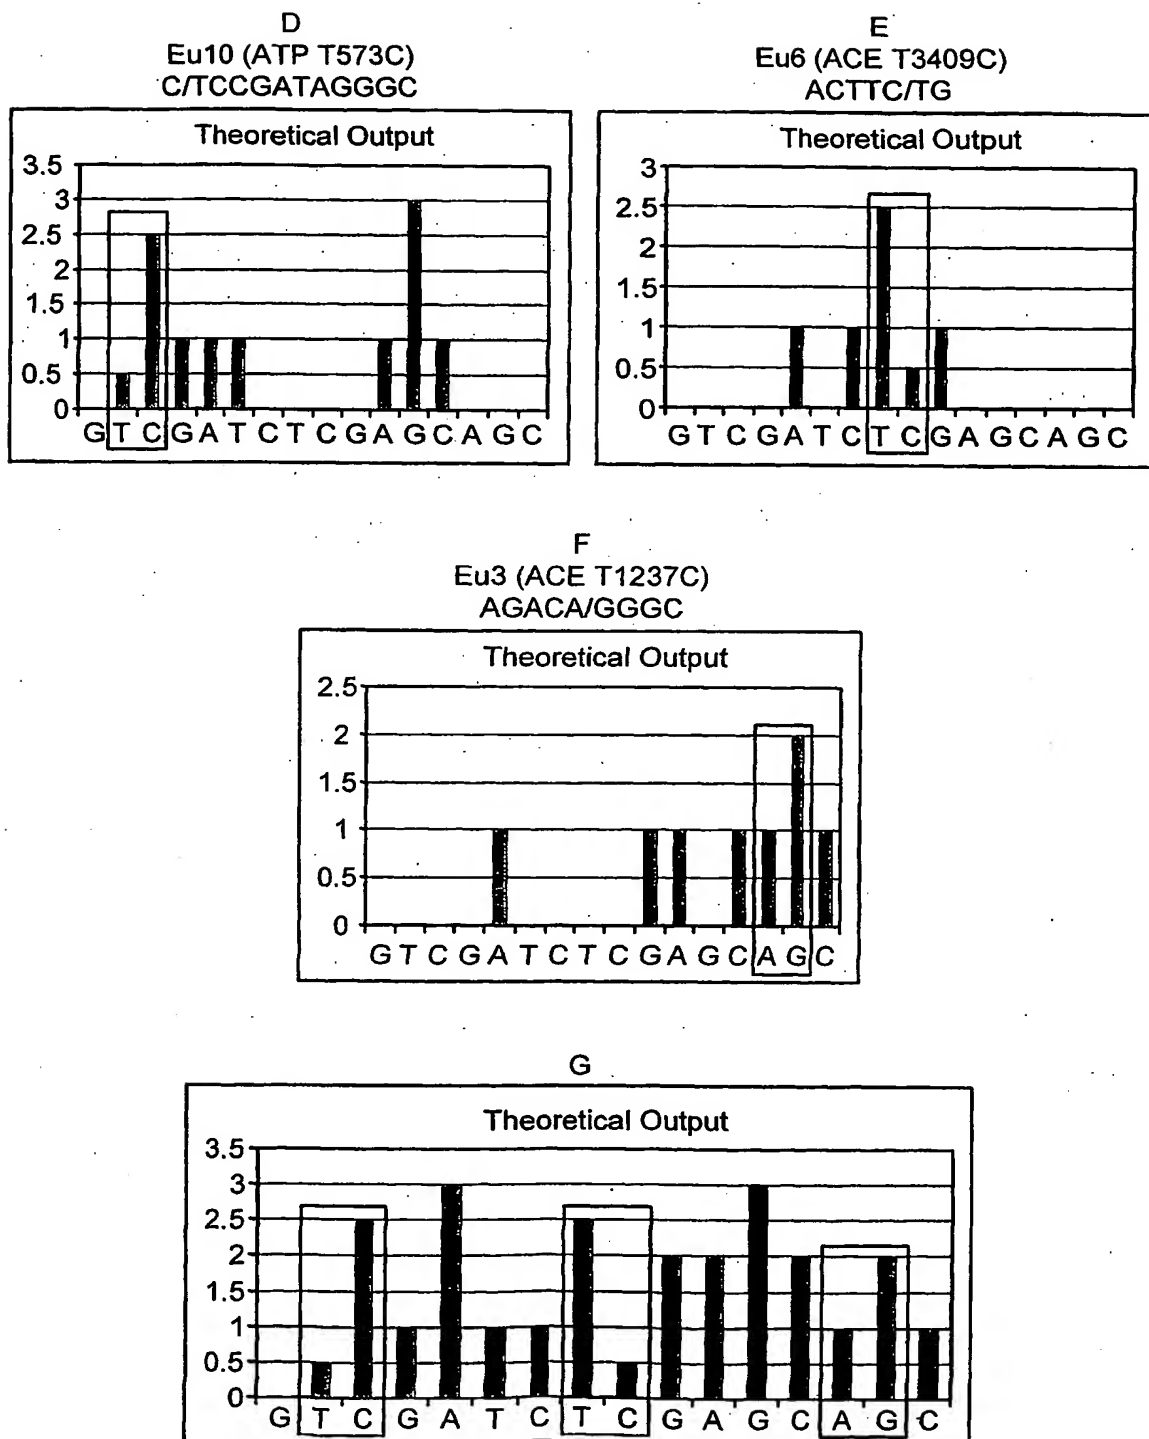 D
Eu10 (ATP T573C)
C/TCCGATAGGGC
Theoretical Output
3.5
3
2.5
2
1.5
1
0.5
0
G T C G A T C T C G A G C A G C
E
Eu6 (ACE T3409C)
ACTTC/TG
Theoretical Output
3
2.5
2
1.5
1
0.5
0
G T C G A T C T C G A G C A G C
F
Eu3 (ACE T1237C)
AGACA/GGGC
Theoretical Output
2.5
2
1.5
1
0.5
0
G T C G A T C T C G A G C A G C
G
Theoretical Output
3.5
3
2.5
2
1.5
1
0.5
0
G T C G A T C T C G A G C A G C